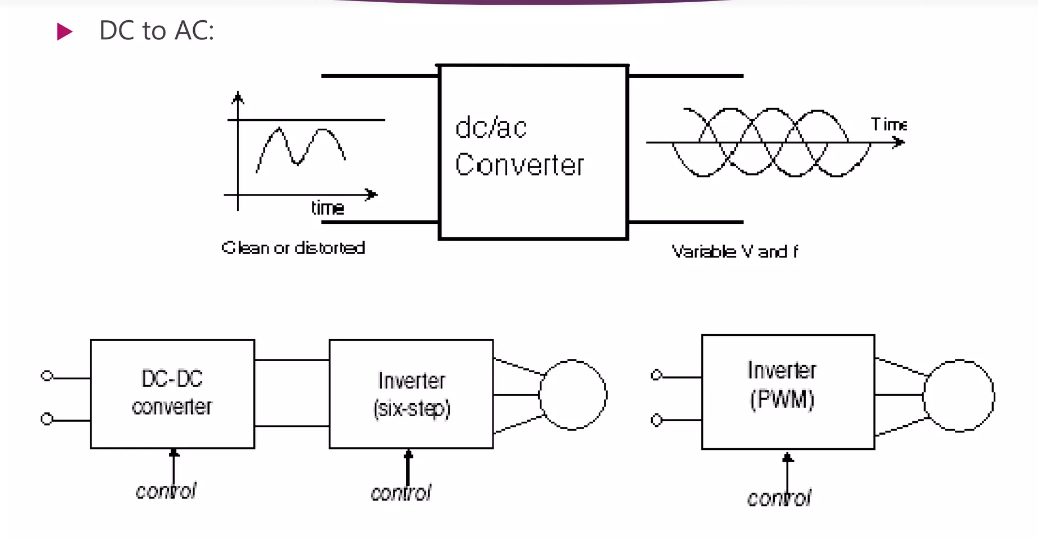 DC to AC:
dc/ac
Converter
Time
time
Clean or distorted
Variable V and f
DC-DC
converter
control
Inverter
(six-step)
control
Inverter
(PWM)
control